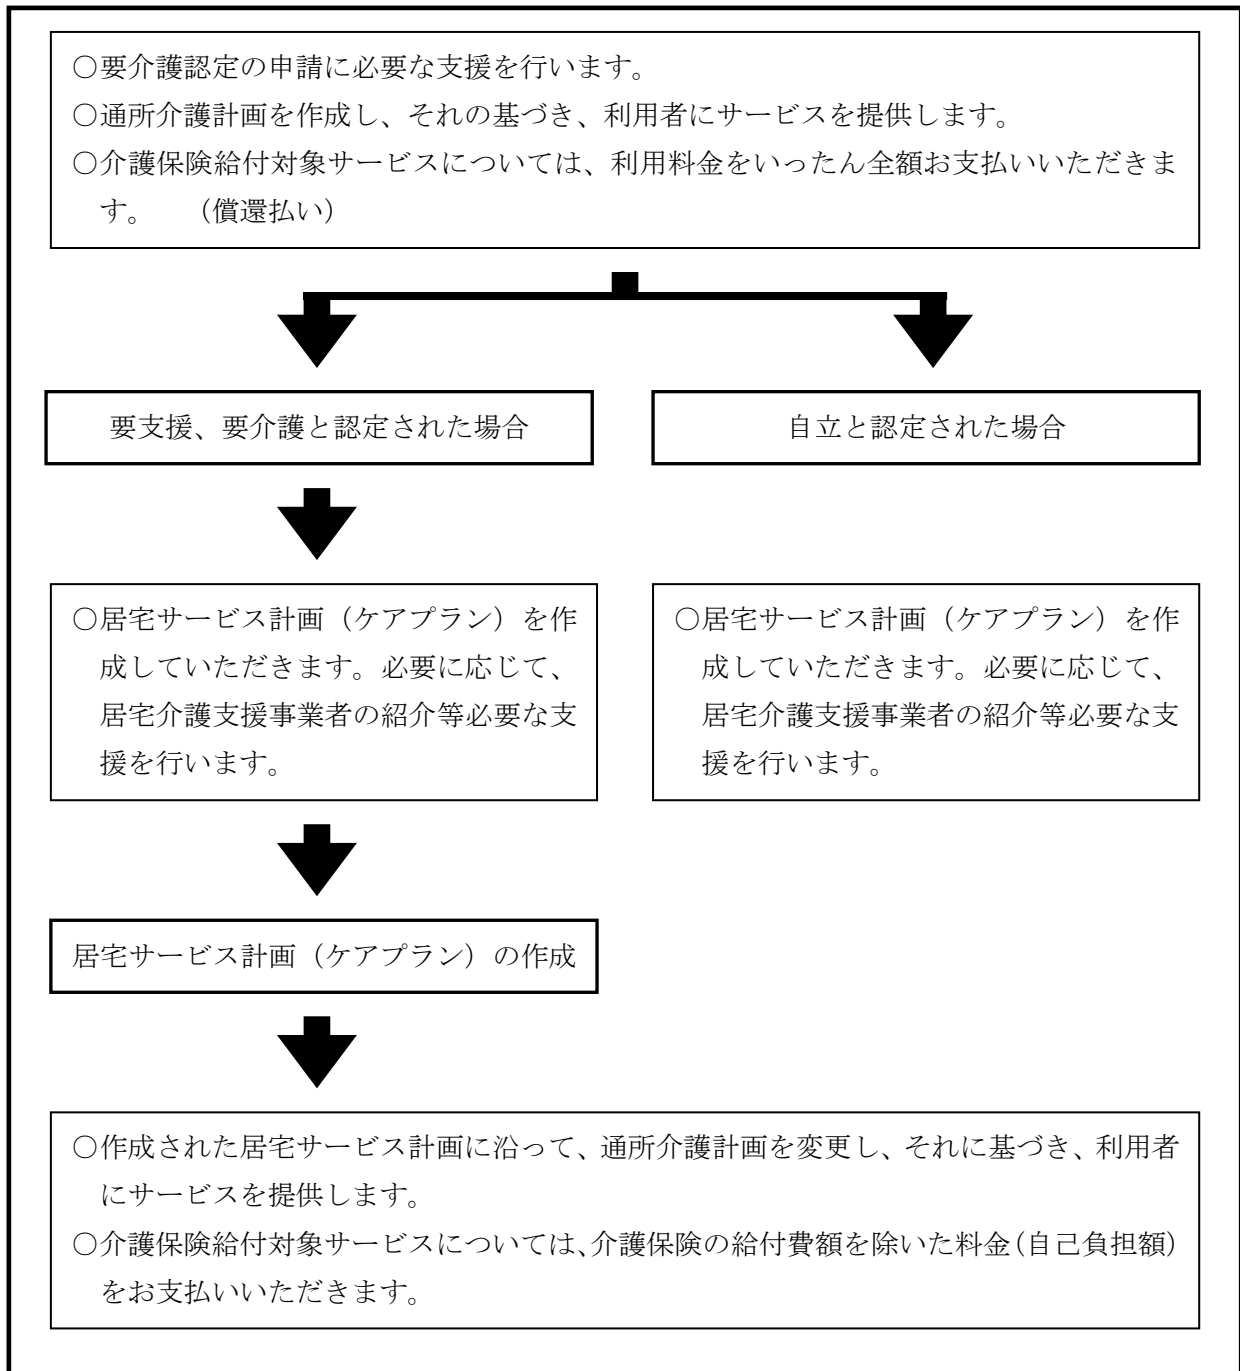 ○要介護認定の申請に必要な支援を行います。
○通所介護計画を作成し、それの基づき、利用者にサービスを提供します。
○介護保険給付対象サービスについては、利用料金をいったん全額お支払いいただきま
す。　（償還払い）
要支援、要介護と認定された場合
自立と認定された場合
○居宅サービス計画（ケアプラン）を作
成していただきます。必要に応じて、
居宅介護支援事業者の紹介等必要な支
援を行います。
○居宅サービス計画（ケアプラン）を作
成していただきます。必要に応じて、
居宅介護支援事業者の紹介等必要な支
援を行います。
居宅サービス計画（ケアプラン）の作成
○作成された居宅サービス計画に沿って、通所介護計画を変更し、それに基づき、利用者
にサービスを提供します。
○介護保険給付対象サービスについては、介護保険の給付費額を除いた料金（自己負担額）
をお支払いいただきます。